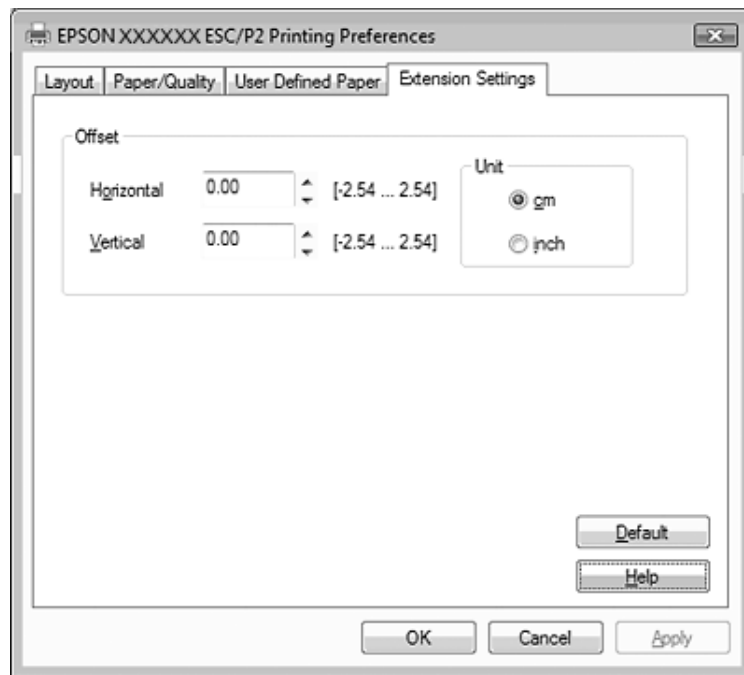 EPSON XXXXXX ESC/P2 Printing Preferences
Layout Paper/Quality User Defined Paper Extension Settings
Offset
Horizontal 0.00 [-2.54 ... 2.54]
Vertical 0.00 [-2.54 ... 2.54]
Unit
cm
inch
Default
Help
OK Cancel Apply